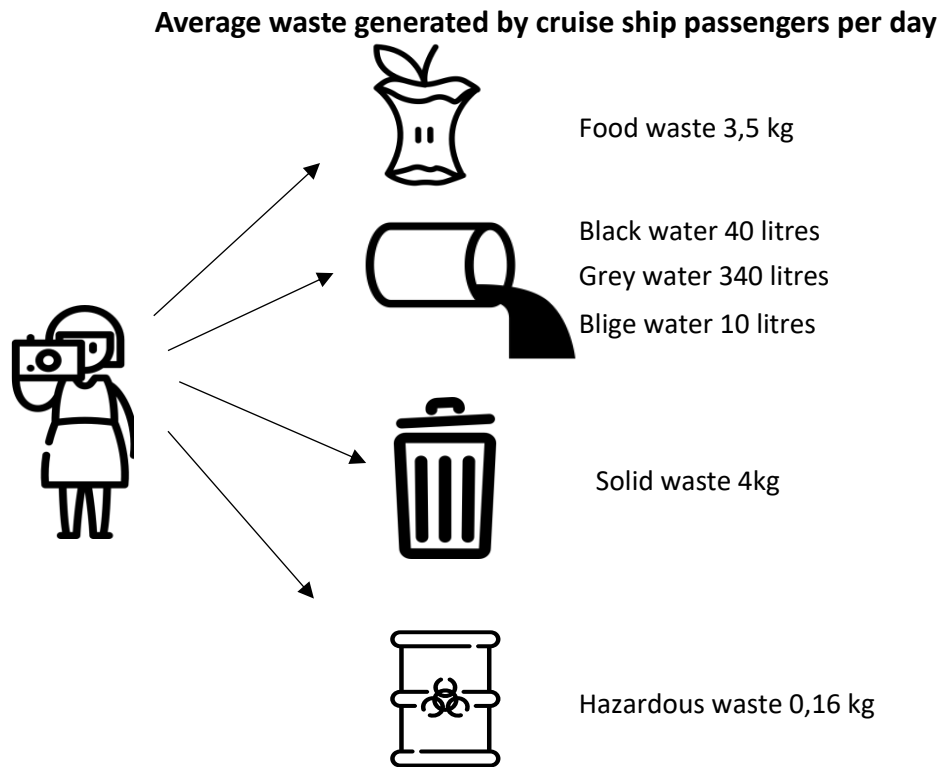 Average waste generated by cruise ship passengers per day
Food waste 3,5 kg
Black water 40 litres
Grey water 340 litres
Blige water 10 litres
Solid waste 4kg
Hazardous waste 0,16 kg